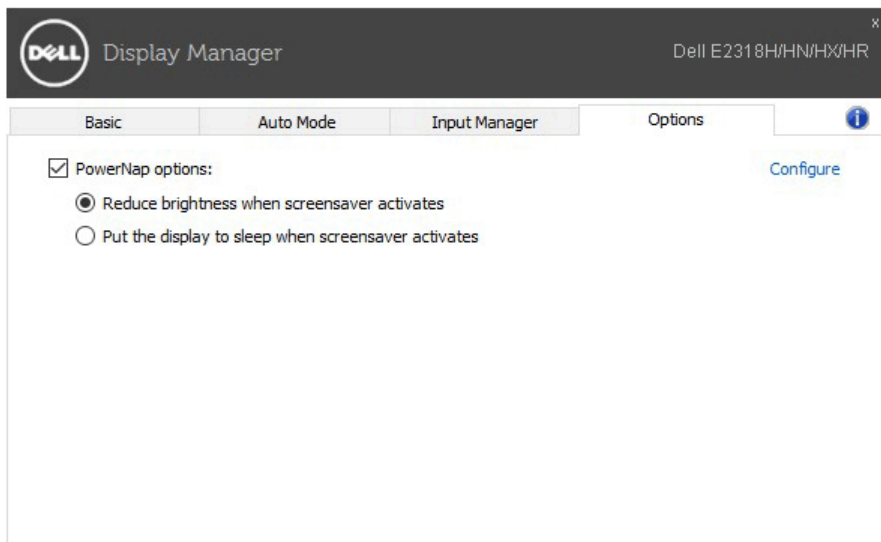 x
DELL Display Manager Dell E2318H/HN/HX/HR
Basic Auto Mode Input Manager Options i
PowerNap options: Configure
Reduce brightness when screensaver activates
Put the display to sleep when screensaver activates